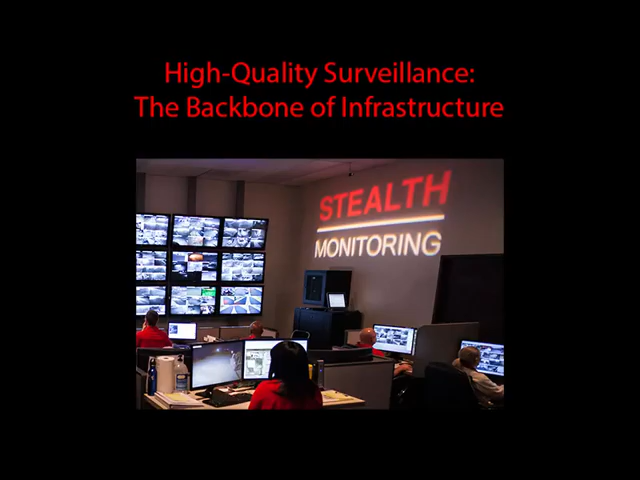 High-Quality Surveillance:
The Backbone of Infrastructure
STEALTH
MONITORING